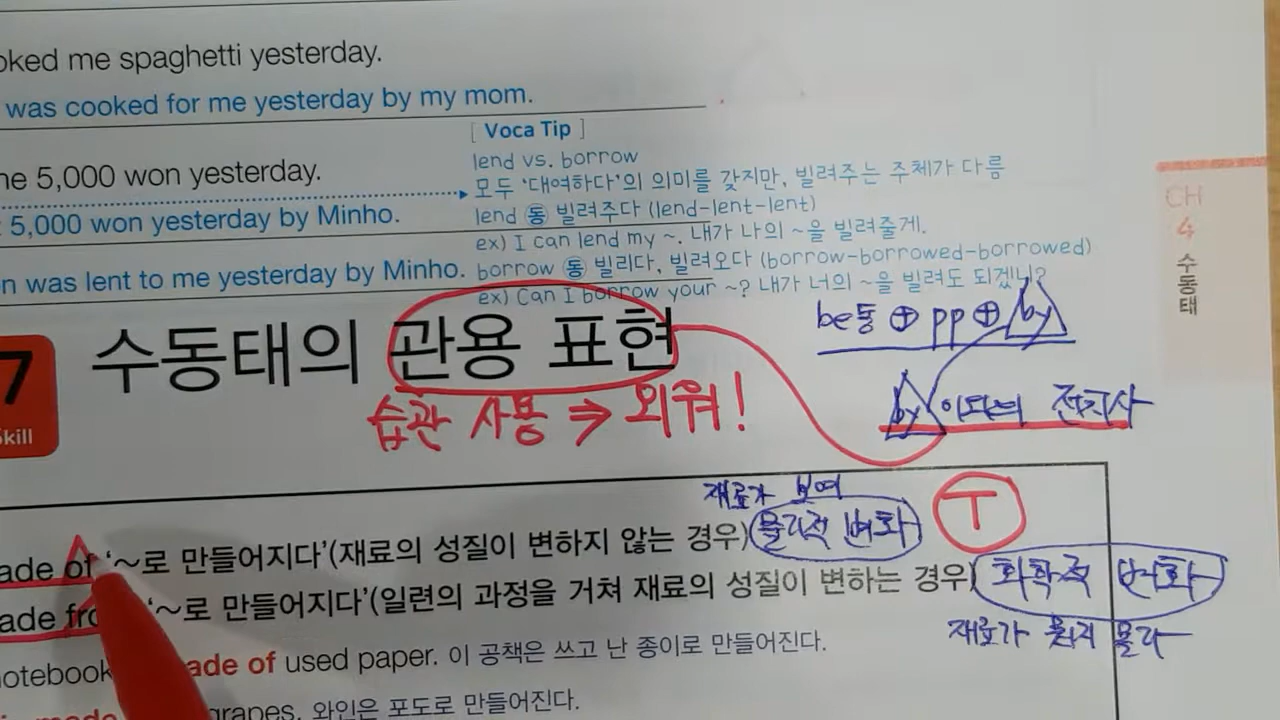 oked me spaghetti yesterday.
was cooked for me yesterday by my mom.
[ Voca Tip ]
lend vs. borrow
ne 5,000 won yesterday.
모두 '대여하다'의 의미를 갖지만, 빌려주는 주체가 다름
5,000 won yesterday by Minho.
lend 동 빌려주다 (lend-lent-lent)
ex) I can lend my ~. 내가 나의 ~을 빌려줄게.
n was lent to me yesterday by Minho.
borrow 동 빌리다, 빌려오다 (borrow-borrowed-borrowed)
ex) Can I borrow your ~? 내가 너의 ~을 빌려도 되겠니?
CH
4
수동태
be동 + pp + by
7
kill
수동태의 관용 표현
습관 사용 ⇒ 외워!
by 이외의 전치사
재료가 보여
T
ade of '~로 만들어지다'(재료의 성질이 변하지 않는 경우) 물리적 변화
ade fro '~로 만들어지다'(일련의 과정을 거쳐 재료의 성질이 변하는 경우) 화학적 변화
재료가 뭔지 몰라
notebook ade of used paper. 이 공책은 쓰고 난 종이로 만들어진다.
made grapes. 와인은 포도로 만들어진다.